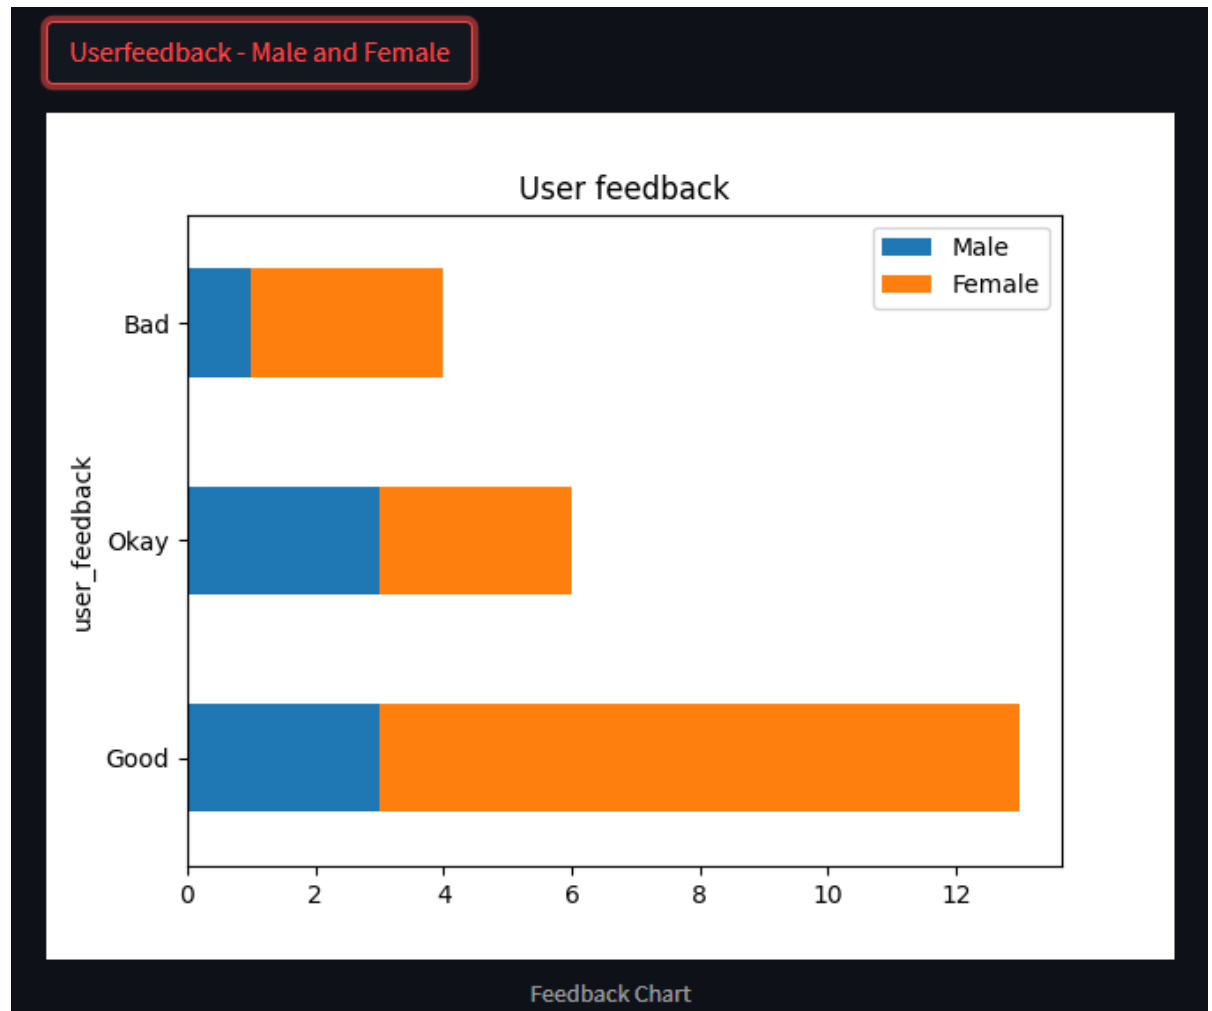 Userfeedback - Male and Female
User feedback
Male
Female
Bad
Okay
Good
user_feedback
0 2 4 6 8 10 12
Feedback Chart